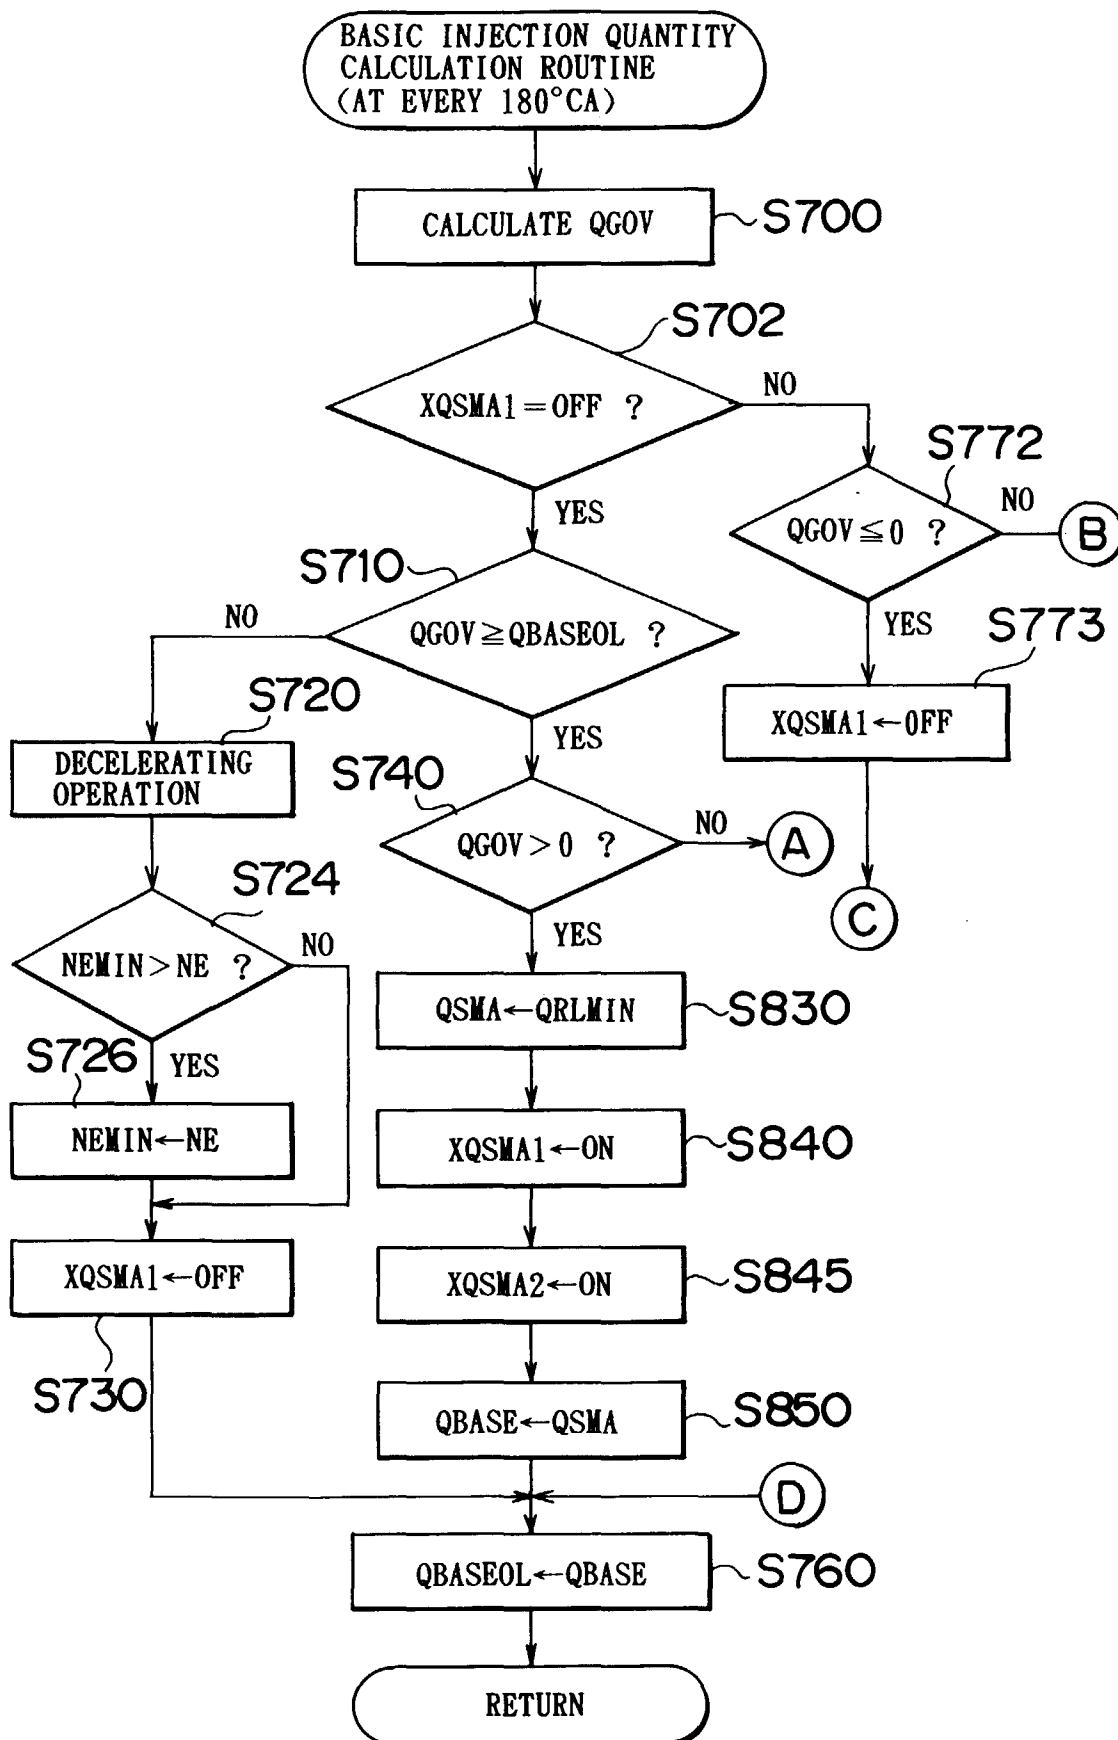 BASIC INJECTION QUANTITY
CALCULATION ROUTINE
(AT EVERY 180°CA)
CALCULATE QGOV
S700
S702
XQSMA1=OFF ?
NO
YES
S772
QGOV≦0 ?
NO
B
YES
S773
XQSMA1←OFF
C
S710
QGOV≧QBASEOL ?
NO
YES
S720
DECELERATING
OPERATION
S740
QGOV>0 ?
NO
A
YES
S724
NEMIN>NE ?
NO
YES
S726
NEMIN←NE
XQSMA1←OFF
S730
QSMA←QRLMIN
S830
XQSMA1←ON
S840
XQSMA2←ON
S845
QBASE←QSMA
S850
D
QBASEOL←QBASE
S760
RETURN